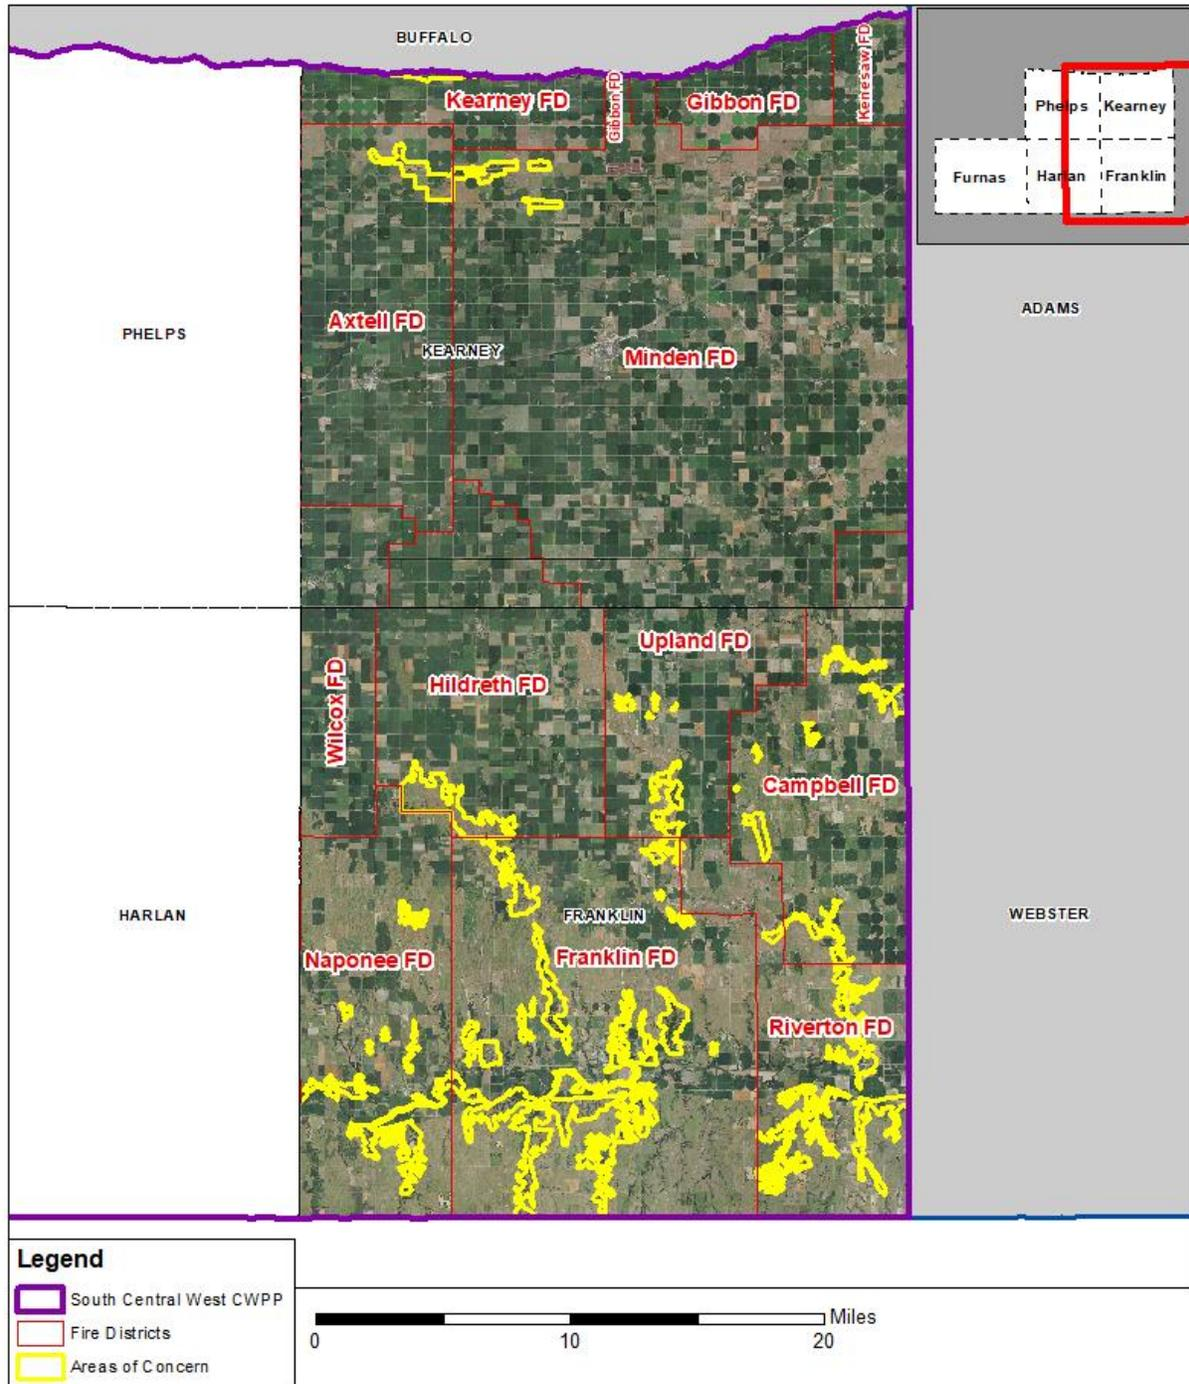 BUFFALO
Kearney FD
Gibbon FD
Gibbon FD
Kenesaw FD
Phelps
Kearney
Furnas
Harlan
Franklin
ADAMS
PHELPS
Axtell FD
KEARNEY
Minden FD
Upland FD
Wilcox FD
Hildreth FD
Campbell FD
HARLAN
FRANKLIN
WEBSTER
Naponee FD
Franklin FD
Riverton FD
Legend
South Central West CWPP
Fire Districts
Areas of Concern
Miles
0 10 20